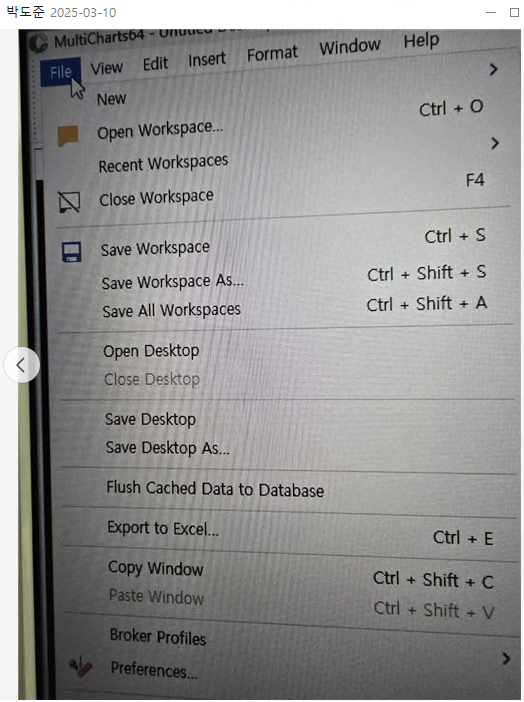 박도준 2025-03-10
MultiCharts64 - Untitled
File View Edit Insert Format Window Help
New
Open Workspace... Ctrl + O
Recent Workspaces
Close Workspace F4
Save Workspace Ctrl + S
Save Workspace As... Ctrl + Shift + S
Save All Workspaces Ctrl + Shift + A
Open Desktop
Close Desktop
Save Desktop
Save Desktop As...
Flush Cached Data to Database
Export to Excel... Ctrl + E
Copy Window Ctrl + Shift + C
Paste Window Ctrl + Shift + V
Broker Profiles
Preferences...